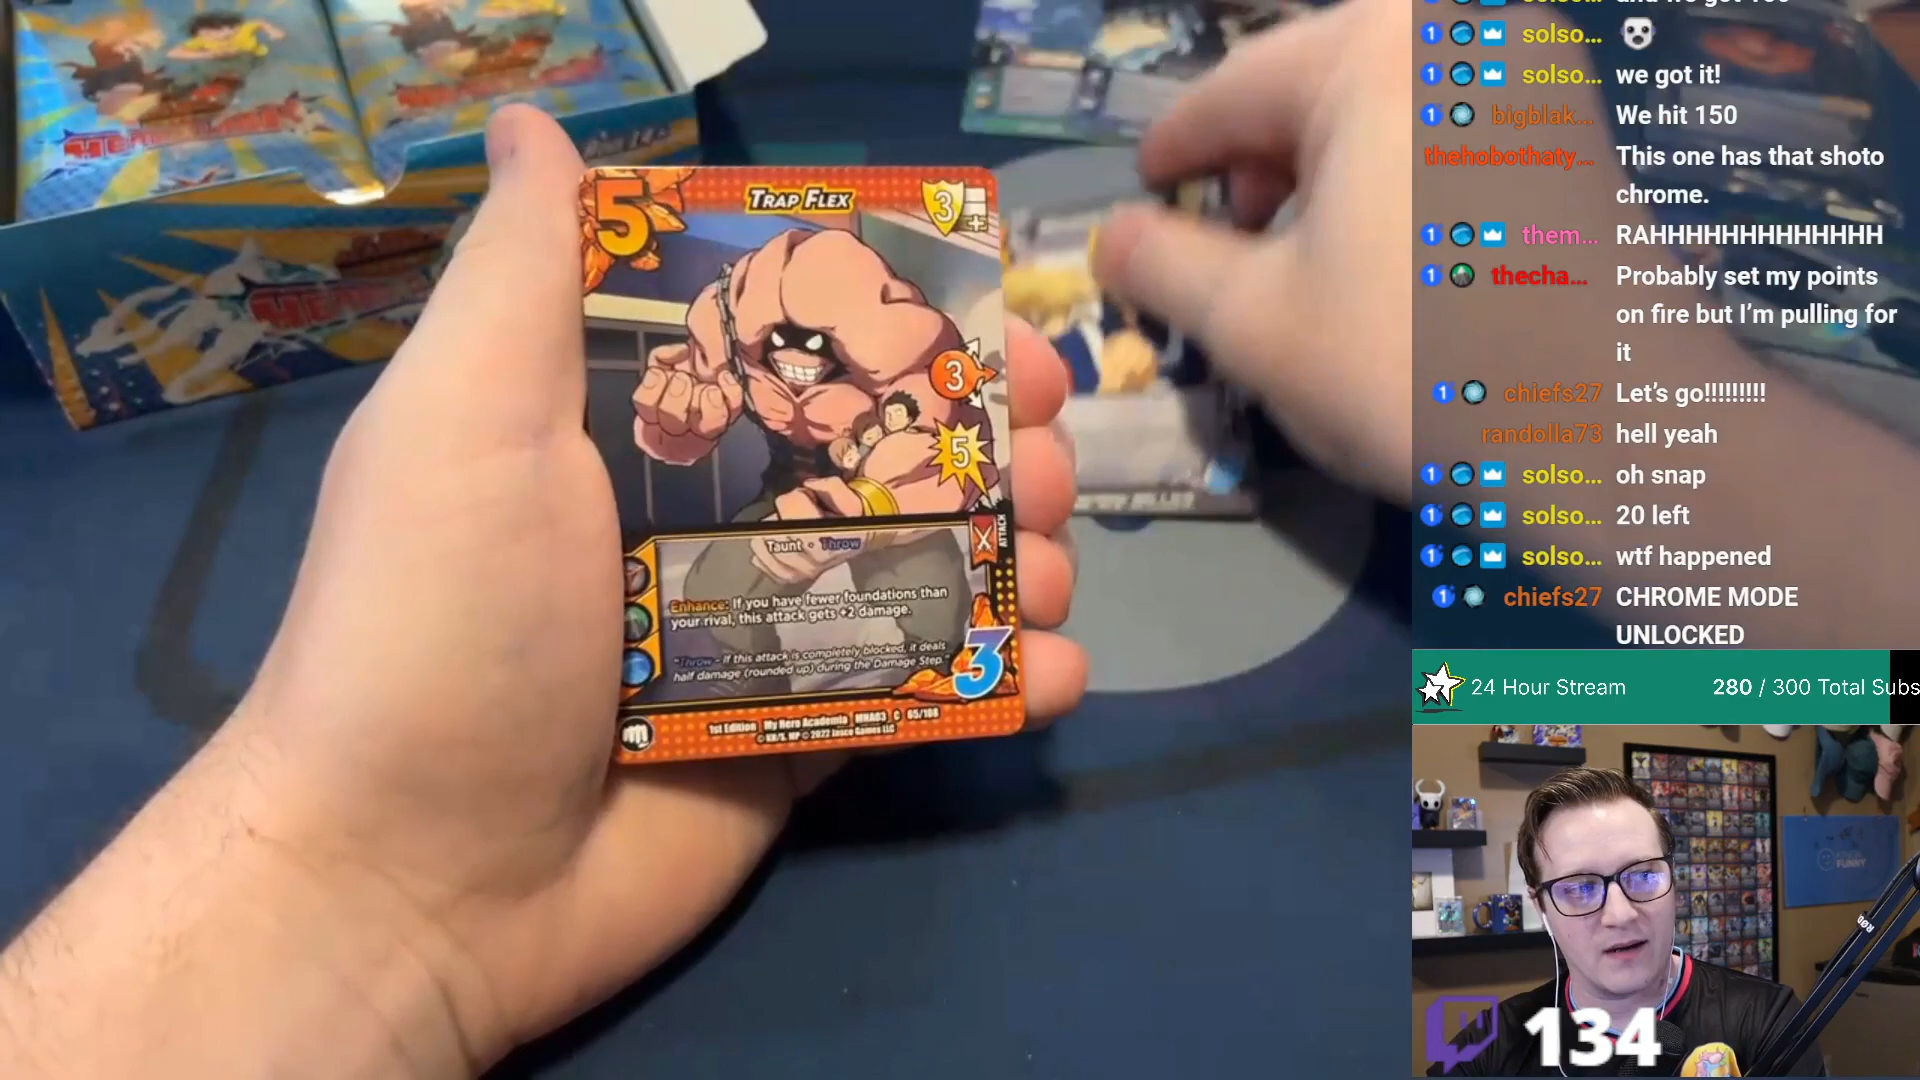 5
TRAP FLEX
3
+
3
5
ATTACK
Taunt • Throw
Enhance: If you have fewer foundations than
your rival, this attack gets +2 damage.
"Throw - If this attack is completely blocked, it deals
half damage (rounded up) during the Damage Step."
3
1st Edition My Hero Academia MHA03 C 65/108
solso...
solso... we got it!
bigblak... We hit 150
thehobothaty... This one has that shoto
chrome.
them... RAHHHHHHHHHHHHH
thecha... Probably set my points
on fire but I'm pulling for
it
chiefs27 Let's go!!!!!!!!!
randolla73 hell yeah
solso... oh snap
solso... 20 left
solso... wtf happened
chiefs27 CHROME MODE
UNLOCKED
24 Hour Stream 280 / 300 Total Subs
FUNNY
134